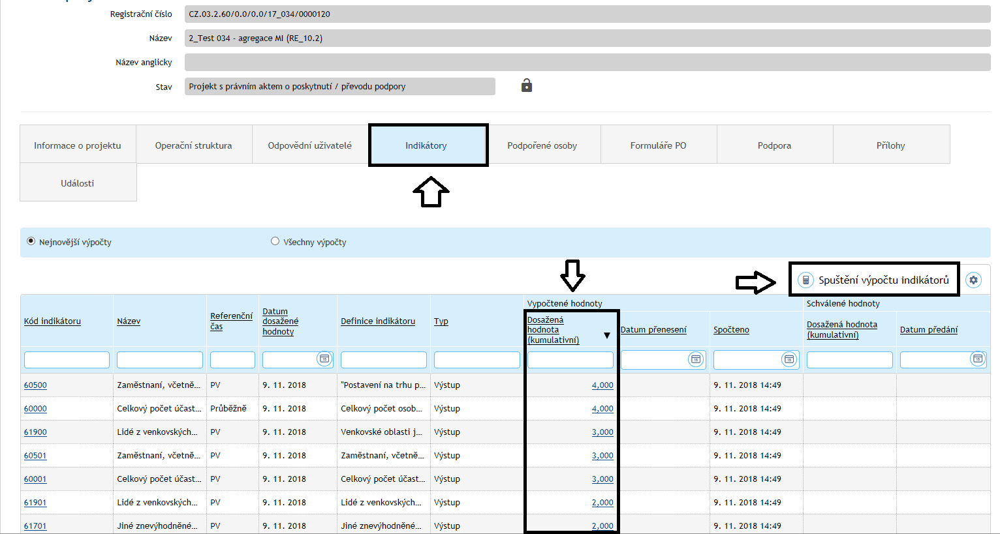 Registrační číslo CZ.03.2.60/0.0/0.0/17_034/0000120
Název 2_Test 034 - agregace MI (RE_10.2)
Název anglicky
Stav Projekt s právním aktem o poskytnutí / převodu podpory
Informace o projektu Operační struktura Odpovědní uživatelé Indikátory Podpořené osoby Formuláře PO Podpora Přílohy
Události
Nejnovější výpočty Všechny výpočty
Spuštění výpočtu indikátorů
Vypočtené hodnoty Schválené hodnoty
Kód indikátoru Název Referenční čas Datum dosažené hodnoty Definice indikátoru Typ Dosažená hodnota (kumulativní) ▼ Datum přenesení Spočteno Dosažená hodnota (kumulativní) Datum předání
60500 Zaměstnaní, včetně... PV 9. 11. 2018 "Postavení na trhu p... Výstup 4,000 9. 11. 2018 14:49
60000 Celkový počet účast... Průběžně 9. 11. 2018 Celkový počet osob... Výstup 4,000 9. 11. 2018 14:49
61900 Lidé z venkovských... PV 9. 11. 2018 Venkovské oblasti j... Výstup 3,000 9. 11. 2018 14:49
60501 Zaměstnaní, včetně... PV 9. 11. 2018 Zaměstnaní, včetně... Výstup 3,000 9. 11. 2018 14:49
60001 Celkový počet účast... PV 9. 11. 2018 Celkový počet účast... Výstup 3,000 9. 11. 2018 14:49
61901 Lidé z venkovských... PV 9. 11. 2018 Lidé z venkovských... Výstup 2,000 9. 11. 2018 14:49
61701 Jiné znevýhodněné... PV 9. 11. 2018 Jiné znevýhodněné... Výstup 2,000 9. 11. 2018 14:49